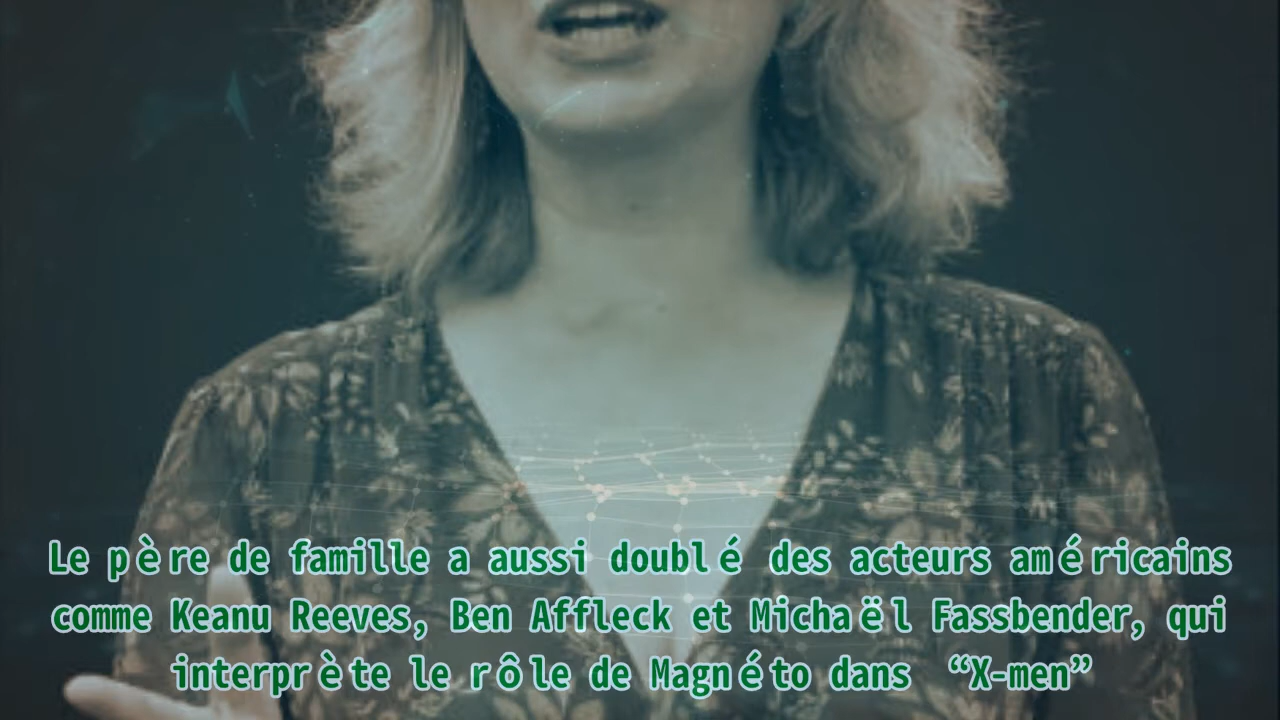 Le père de famille a aussi doublé des acteurs américains
comme Keanu Reeves, Ben Affleck et Michaël Fassbender, qui
interprète le rôle de Magnéto dans “X-men”